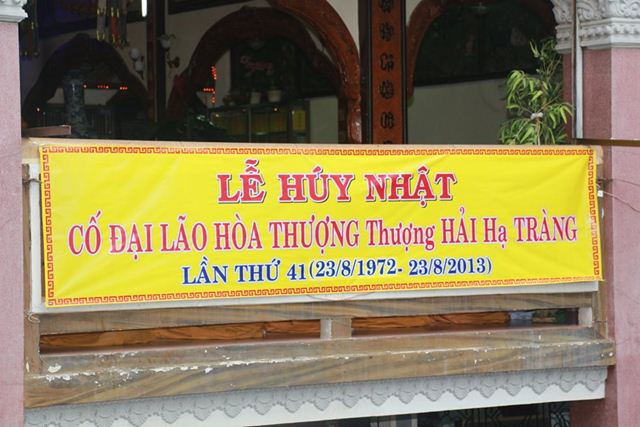 LỄ HÚY NHẬT
CỐ ĐẠI LÃO HÒA THƯỢNG Thượng HẢI Hạ TRÀNG
LẦN THỨ 41(23/8/1972- 23/8/2013)